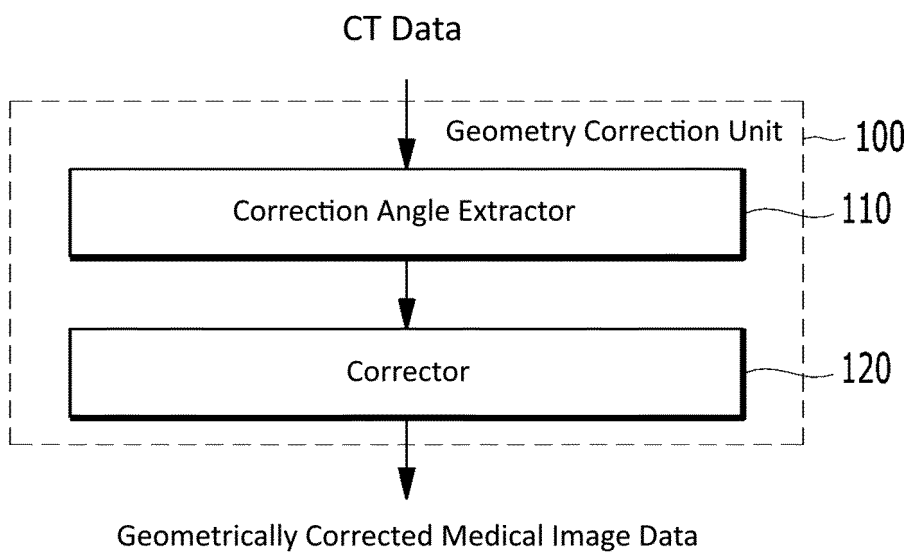 CT Data
Geometry Correction Unit
100
Correction Angle Extractor
110
Corrector
120
Geometrically Corrected Medical Image Data